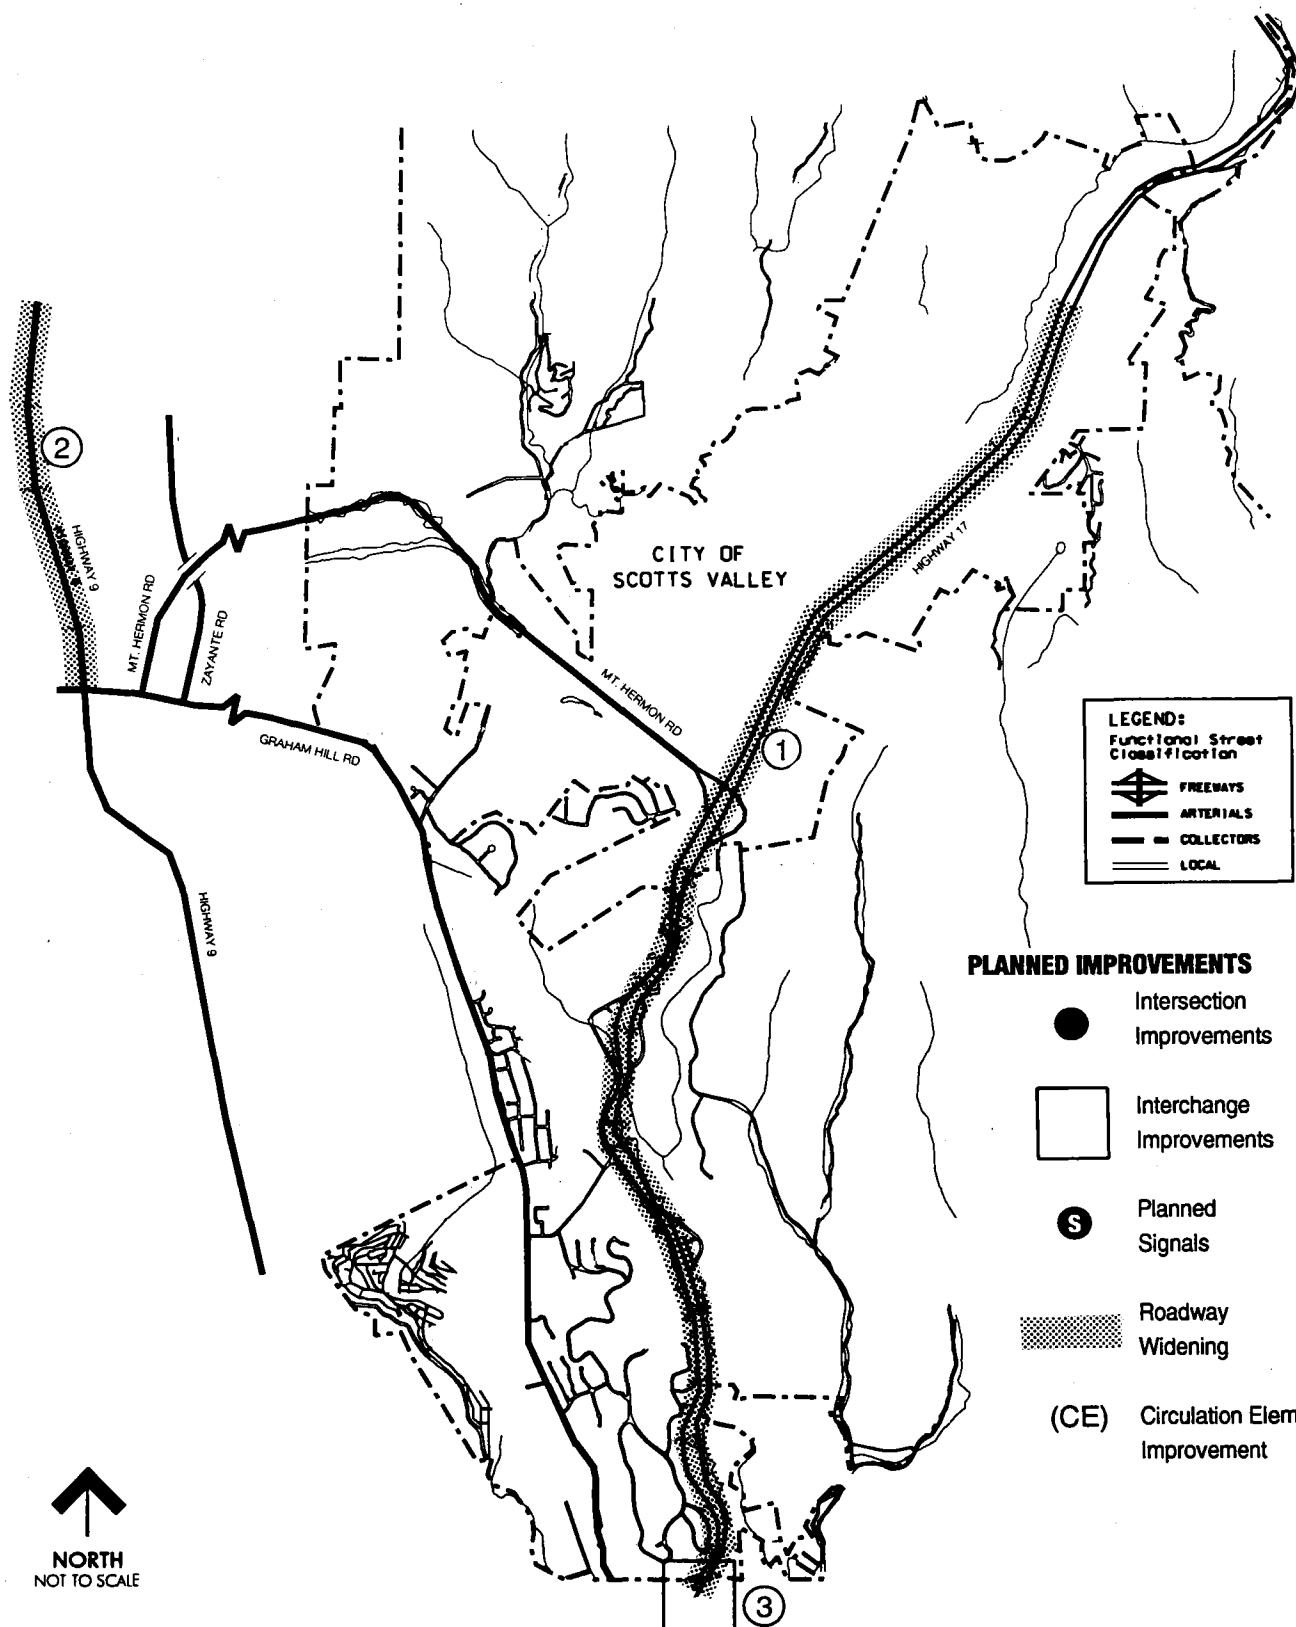 2
HIGHWAY 9
MT. HERMON RD
ZAYANTE RD
GRAHAM HILL RD
HIGHWAY 9
CITY OF
SCOTTS VALLEY
HIGHWAY 17
MT. HERMON RD
1
LEGEND:
Functional Street
Classification
FREEWAYS
ARTERIALS
COLLECTORS
LOCAL
PLANNED IMPROVEMENTS
Intersection
Improvements
Interchange
Improvements
S
Planned
Signals
Roadway
Widening
(CE)
Circulation Elem
Improvement
NORTH
NOT TO SCALE
3